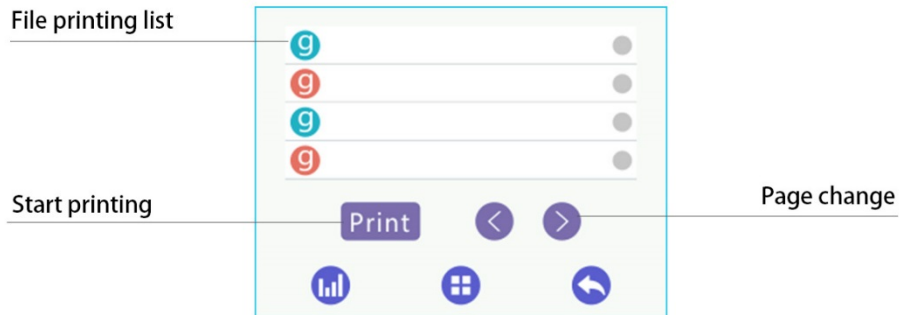 File printing list
g
g
g
g
Start printing
Print
Page change